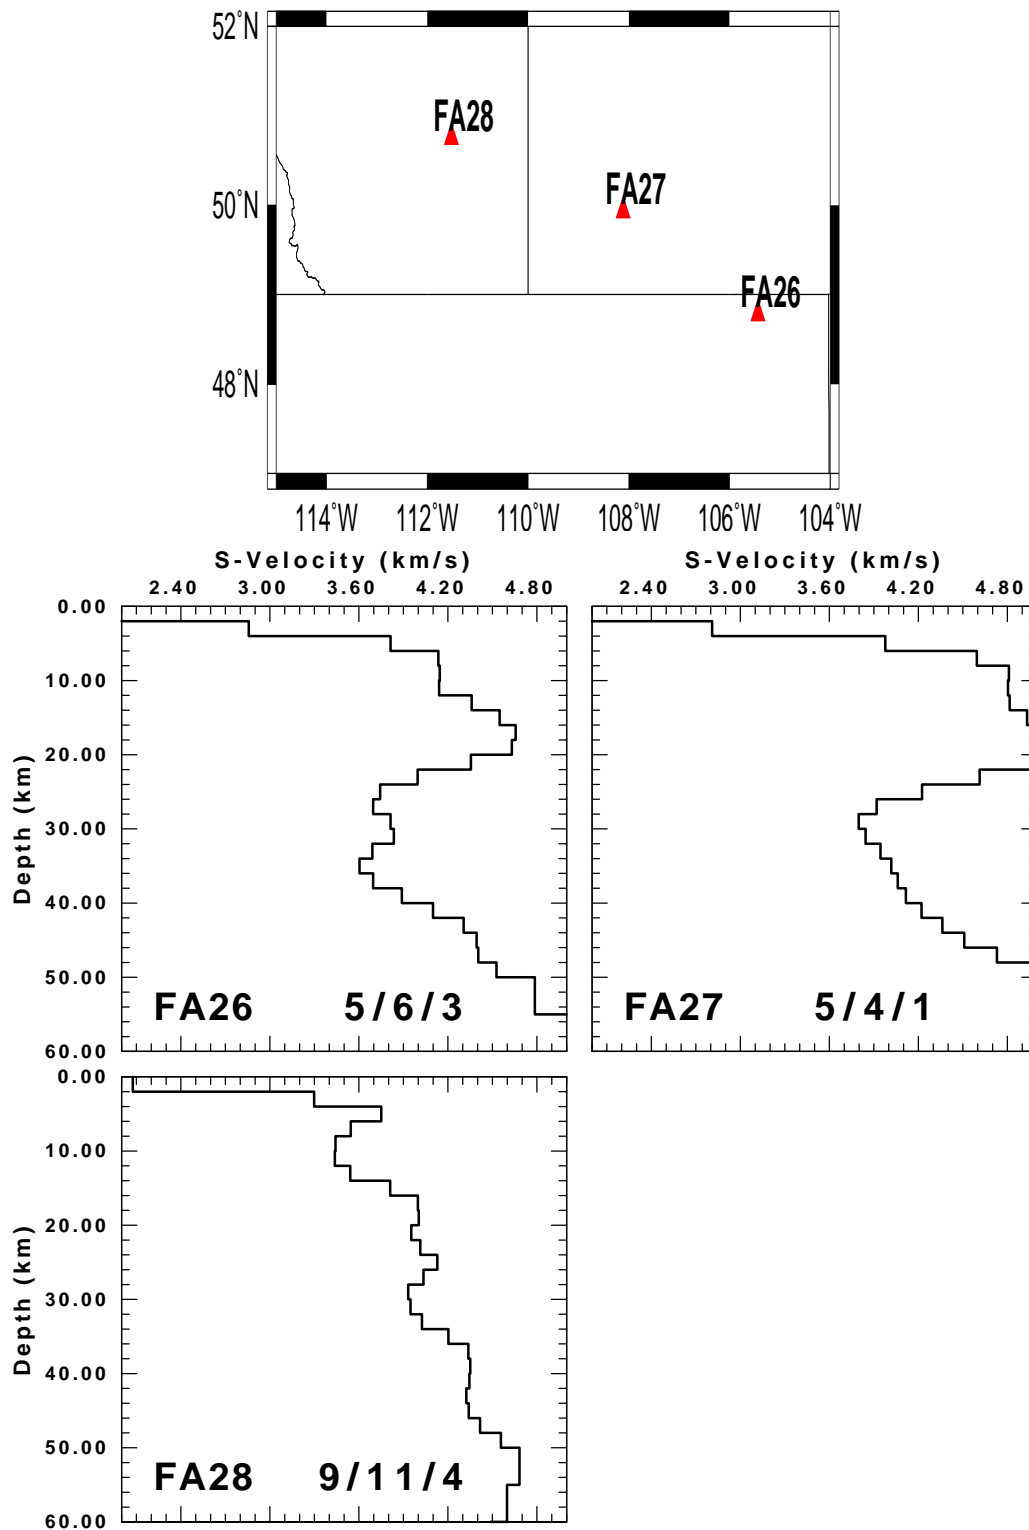 52°N
FA28
FA27
50°N
FA26
48°N
114°W 112°W 110°W 108°W 106°W 104°W
S-Velocity (km/s) S-Velocity (km/s)
2.40 3.00 3.60 4.20 4.80 2.40 3.00 3.60 4.20 4.80
0.00
10.00
20.00
30.00
40.00
50.00
60.00
Depth (km)
FA26 5/6/3 FA27 5/4/1
0.00
10.00
20.00
30.00
40.00
50.00
60.00
Depth (km)
FA28 9/11/4